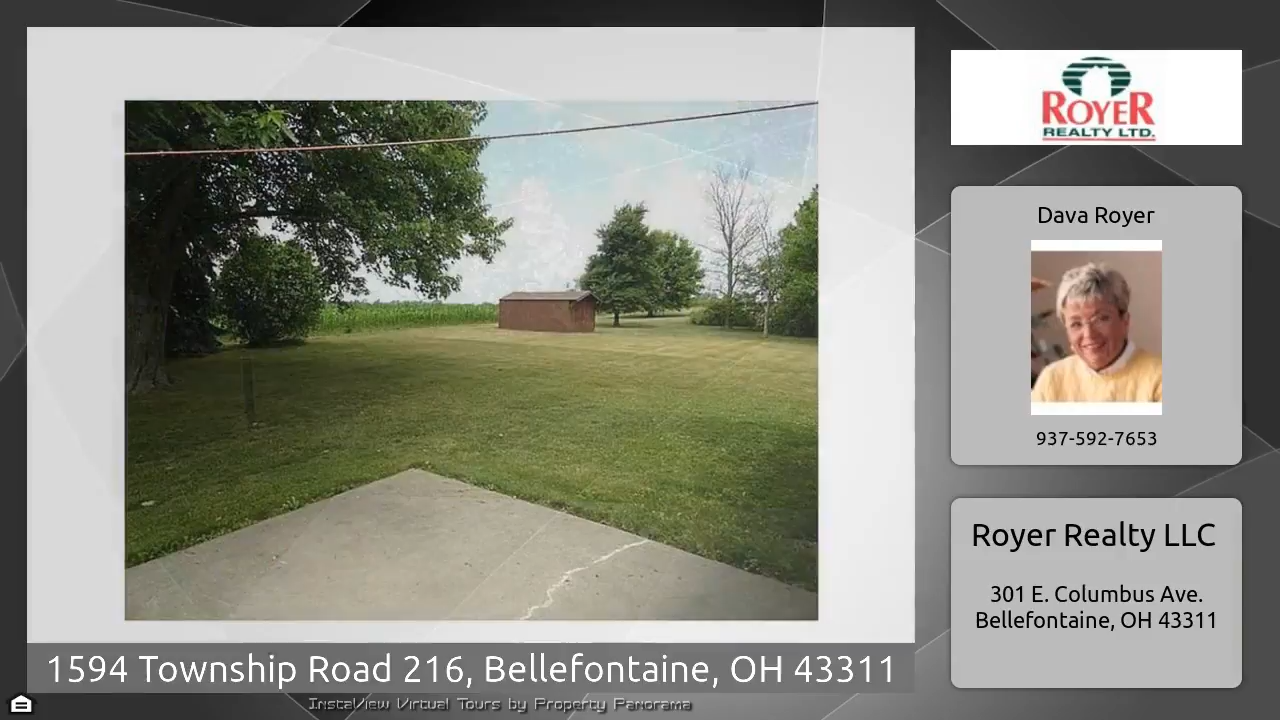 ROYER
REALTY LTD.
Dava Royer
937-592-7653
Royer Realty LLC
301 E. Columbus Ave.
Bellefontaine, OH 43311
1594 Township Road 216, Bellefontaine, OH 43311
InstaView Virtual Tours by Property Panorama